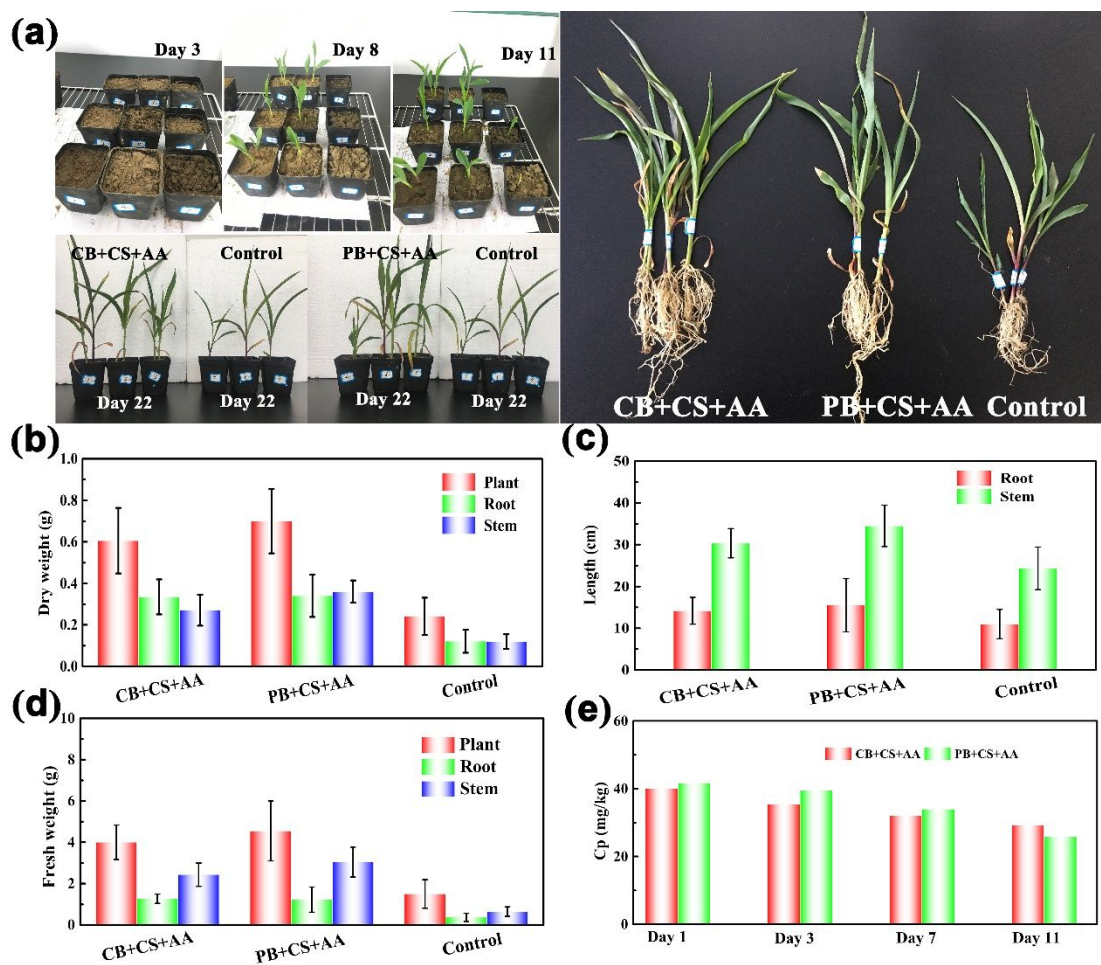 (a)
Day 3
Day 8
Day 11
CB+CS+AA
Control
PB+CS+AA
Control
Day 22
Day 22
Day 22
Day 22
CB+CS+AA
PB+CS+AA
Control
(b)
1.0
0.8
0.6
0.4
0.2
0.0
Dry weight (g)
Plant
Root
Stem
CB+CS+AA
PB+CS+AA
Control
(c)
50
40
30
20
10
0
Length (cm)
Root
Stem
CB+CS+AA
PB+CS+AA
Control
(d)
10
8
6
4
2
0
Fresh weight (g)
Plant
Root
Stem
CB+CS+AA
PB+CS+AA
Control
(e)
60
40
20
0
Cp (mg/kg)
CB+CS+AA
PB+CS+AA
Day 1
Day 3
Day 7
Day 11